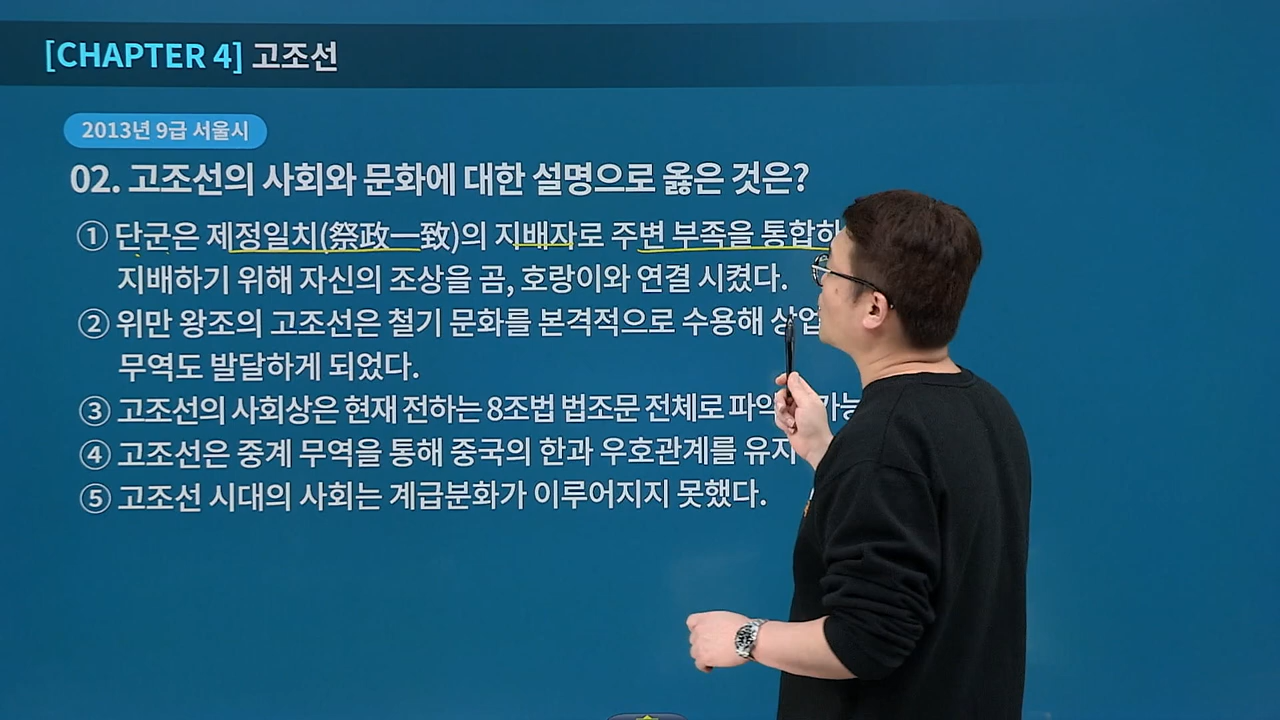 [CHAPTER 4] 고조선
2013년 9급 서울시
02. 고조선의 사회와 문화에 대한 설명으로 옳은 것은?
① 단군은 제정일치(祭政一致)의 지배자로 주변 부족을 통합하
지배하기 위해 자신의 조상을 곰, 호랑이와 연결 시켰다.
② 위만 왕조의 고조선은 철기 문화를 본격적으로 수용해 상업
무역도 발달하게 되었다.
③ 고조선의 사회상은 현재 전하는 8조법 법조문 전체로 파악 가능
④ 고조선은 중계 무역을 통해 중국의 한과 우호관계를 유지
⑤ 고조선 시대의 사회는 계급분화가 이루어지지 못했다.